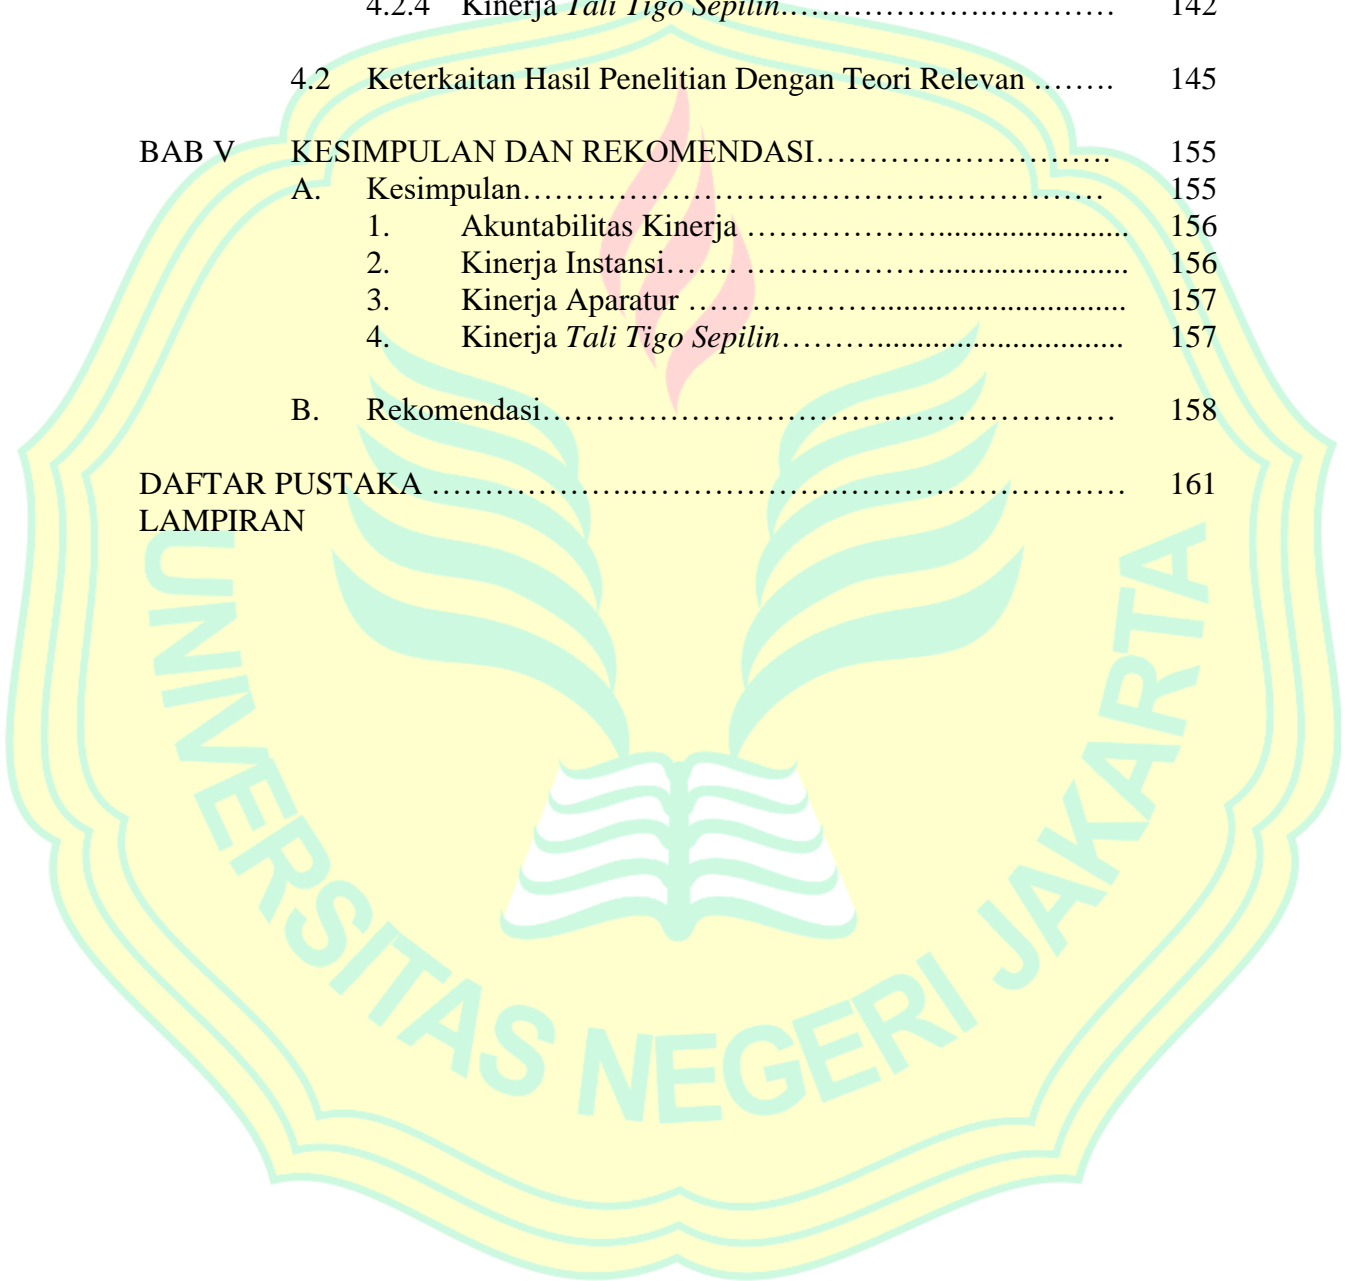 4.2.4 Kinerja Tali Tigo Sepilin………………….………… 142
4.2 Keterkaitan Hasil Penelitian Dengan Teori Relevan …….. 145
BAB V KESIMPULAN DAN REKOMENDASI………………………. 155
A. Kesimpulan………………………………….…………… 155
1. Akuntabilitas Kinerja ………………....................... 156
2. Kinerja Instansi……. ………………....................... 156
3. Kinerja Aparatur ………………............................. 157
4. Kinerja Tali Tigo Sepilin………............................. 157
B. Rekomendasi……………………………………………… 158
DAFTAR PUSTAKA ………………..……………….……………………… 161
LAMPIRAN
UNIVERSITAS NEGERI JAKARTA